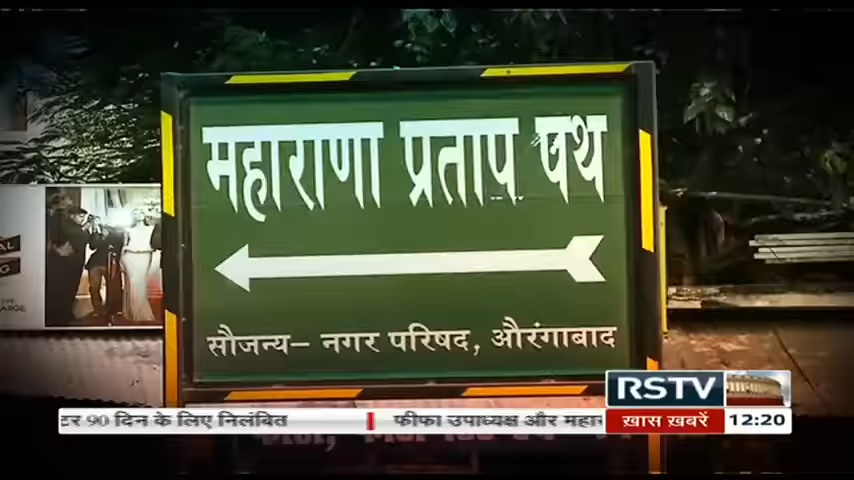 महाराणा प्रताप पथ
सौजन्य– नगर परिषद, औरंगाबाद
RSTV
टर 90 दिन के लिए निलंबित
फीफा उपाध्यक्ष और महा
ख़ास ख़बरें
12:20